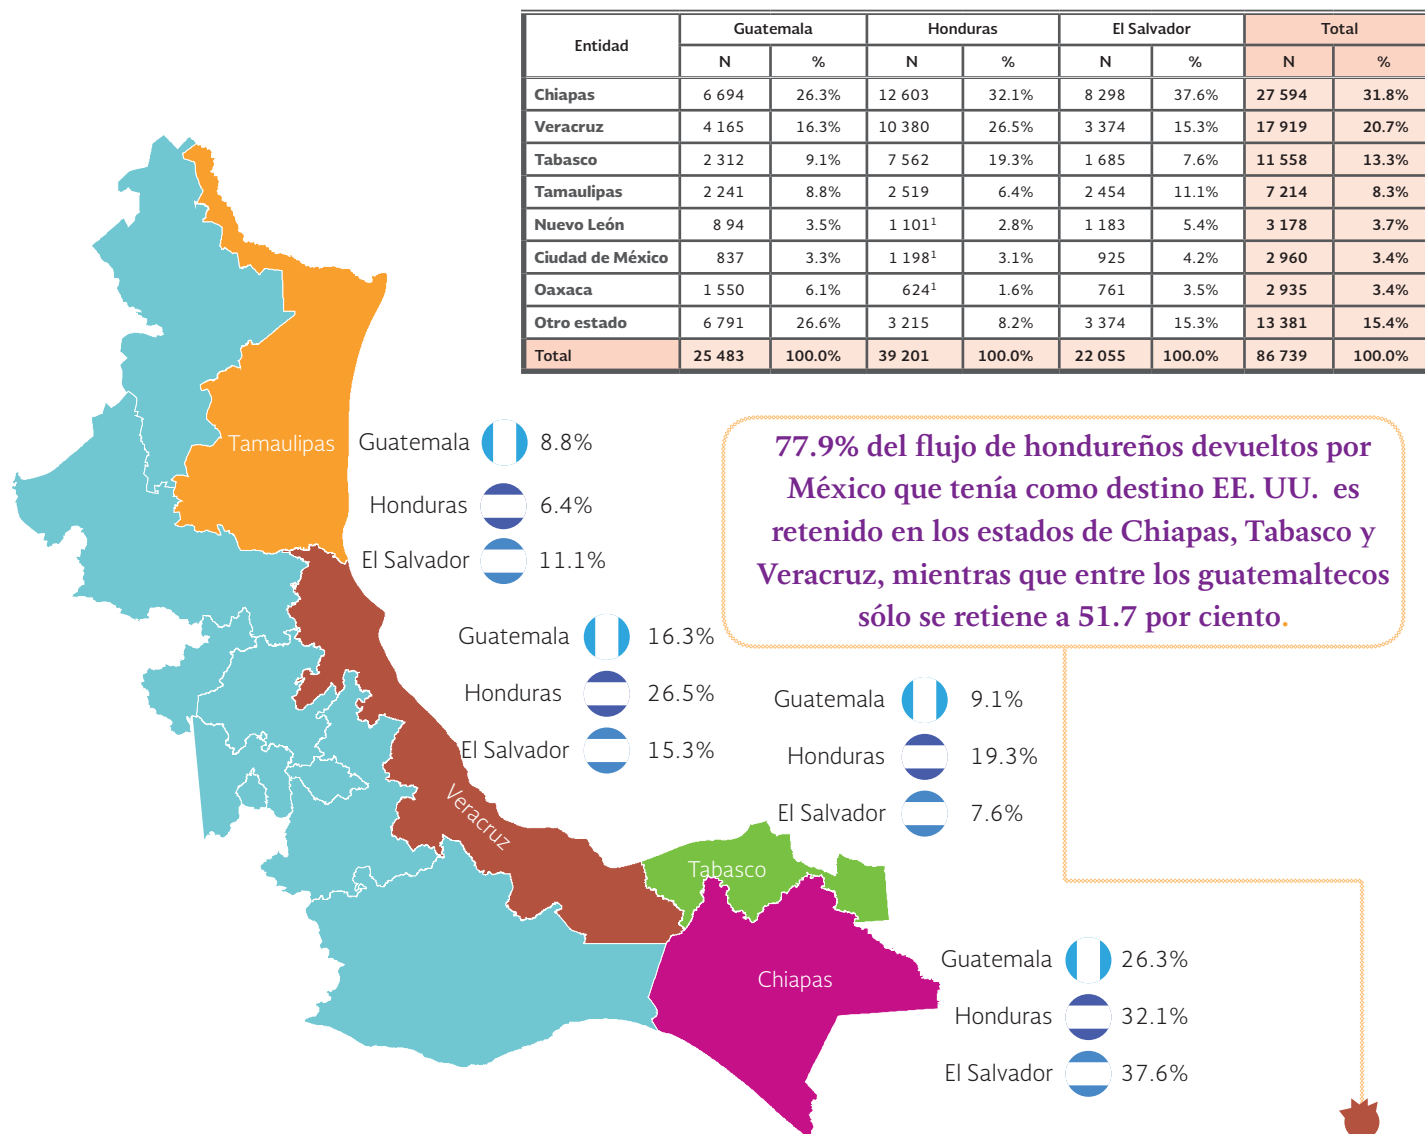 Entidad Guatemala Honduras El Salvador Total
N % N % N % N %
Chiapas 6 694 26.3% 12 603 32.1% 8 298 37.6% 27 594 31.8%
Veracruz 4 165 16.3% 10 380 26.5% 3 374 15.3% 17 919 20.7%
Tabasco 2 312 9.1% 7 562 19.3% 1 685 7.6% 11 558 13.3%
Tamaulipas 2 241 8.8% 2 519 6.4% 2 454 11.1% 7 214 8.3%
Nuevo León 8 94 3.5% 1 101¹ 2.8% 1 183 5.4% 3 178 3.7%
Ciudad de México 837 3.3% 1 198¹ 3.1% 925 4.2% 2 960 3.4%
Oaxaca 1 550 6.1% 624¹ 1.6% 761 3.5% 2 935 3.4%
Otro estado 6 791 26.6% 3 215 8.2% 3 374 15.3% 13 381 15.4%
Total 25 483 100.0% 39 201 100.0% 22 055 100.0% 86 739 100.0%
77.9% del flujo de hondureños devueltos por
México que tenía como destino EE. UU. es
retenido en los estados de Chiapas, Tabasco y
Veracruz, mientras que entre los guatemaltecos
sólo se retiene a 51.7 por ciento.
Tamaulipas
Guatemala 8.8%
Honduras 6.4%
El Salvador 11.1%
Veracruz
Guatemala 16.3%
Honduras 26.5%
El Salvador 15.3%
Tabasco
Guatemala 9.1%
Honduras 19.3%
El Salvador 7.6%
Chiapas
Guatemala 26.3%
Honduras 32.1%
El Salvador 37.6%